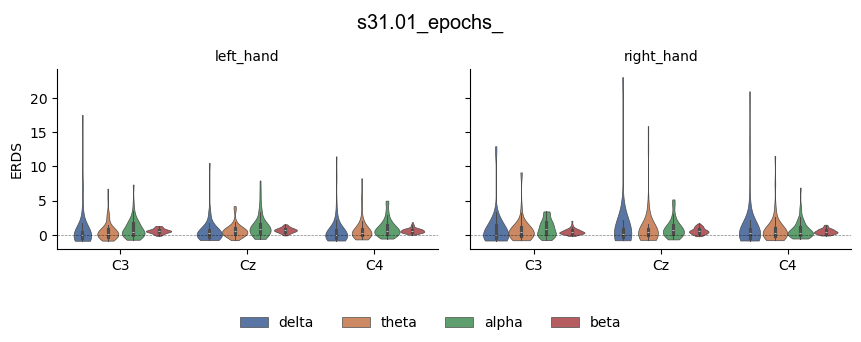 s31.01_epochs_
left_hand
right_hand
ERDS
20
15
10
5
0
C3 Cz C4
C3 Cz C4
delta theta alpha beta